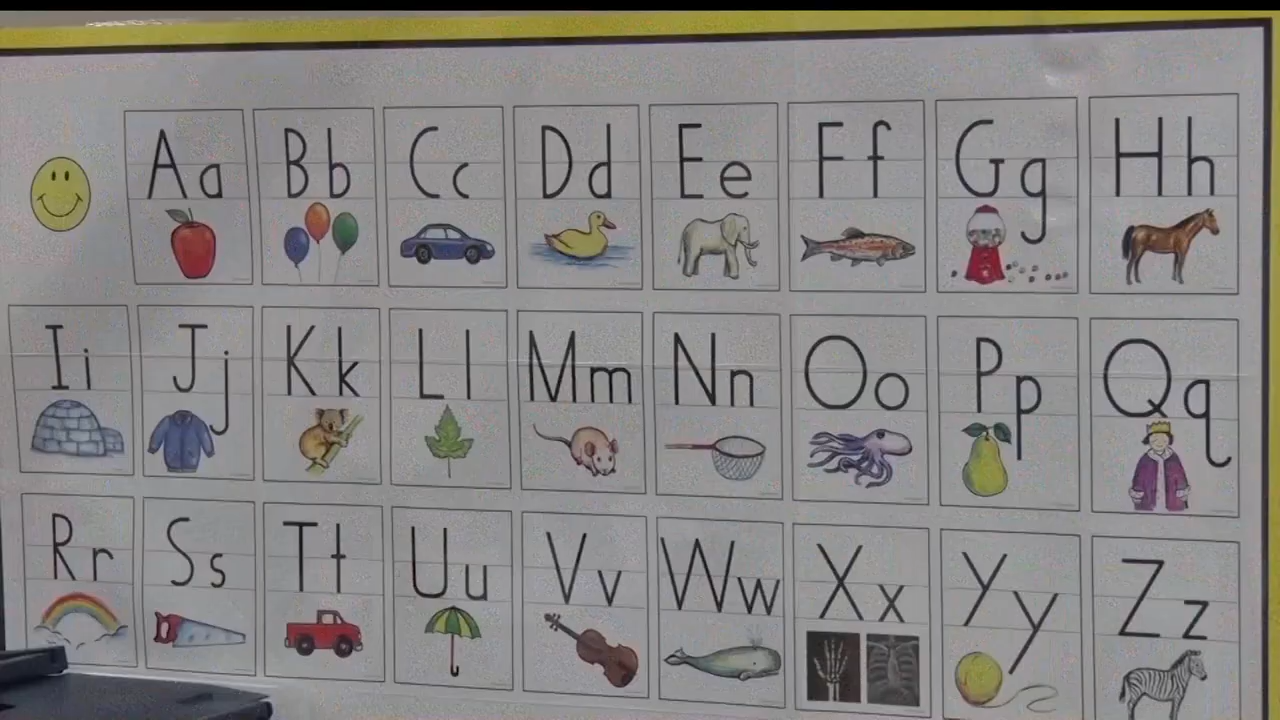 Aa Bb Cc Dd Ee Ff Gg Hh
Ii Jj Kk Ll Mm Nn Oo Pp Qq
Rr Ss Tt Uu Vv Ww Xx Yy Zz